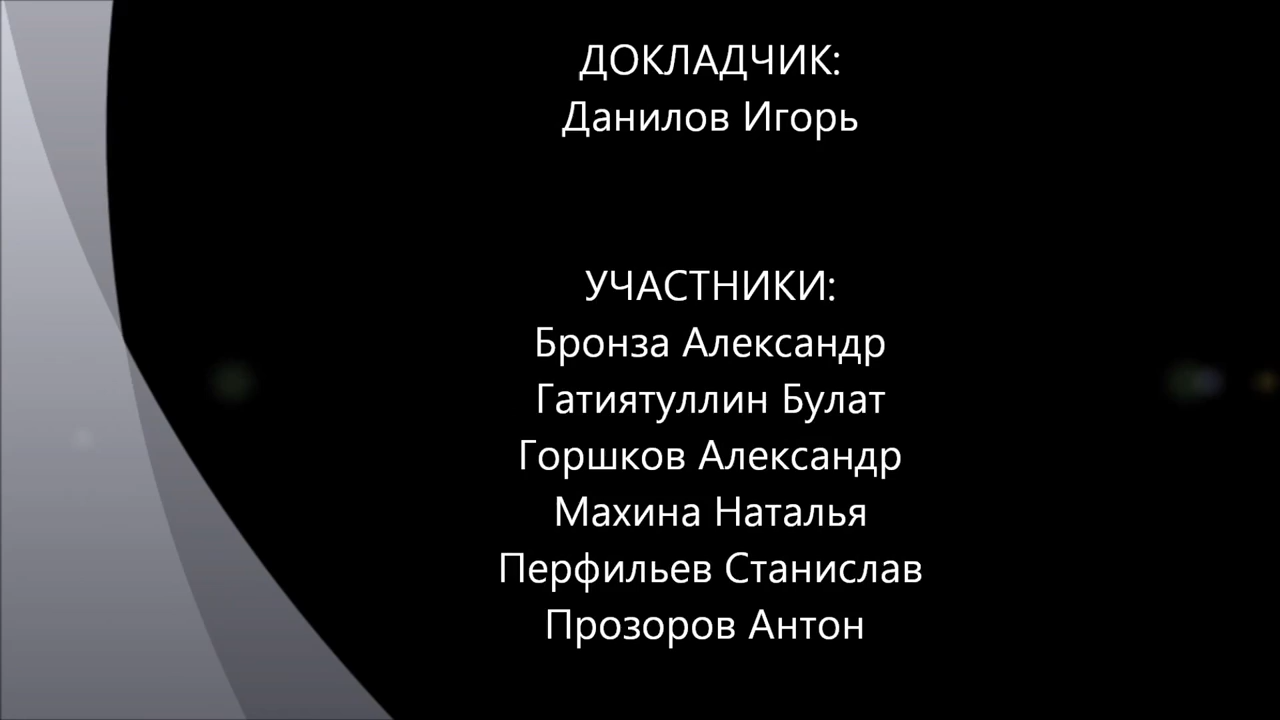 ДОКЛАДЧИК:
Данилов Игорь
УЧАСТНИКИ:
Бронза Александр
Гатиятуллин Булат
Горшков Александр
Махина Наталья
Перфильев Станислав
Прозоров Антон